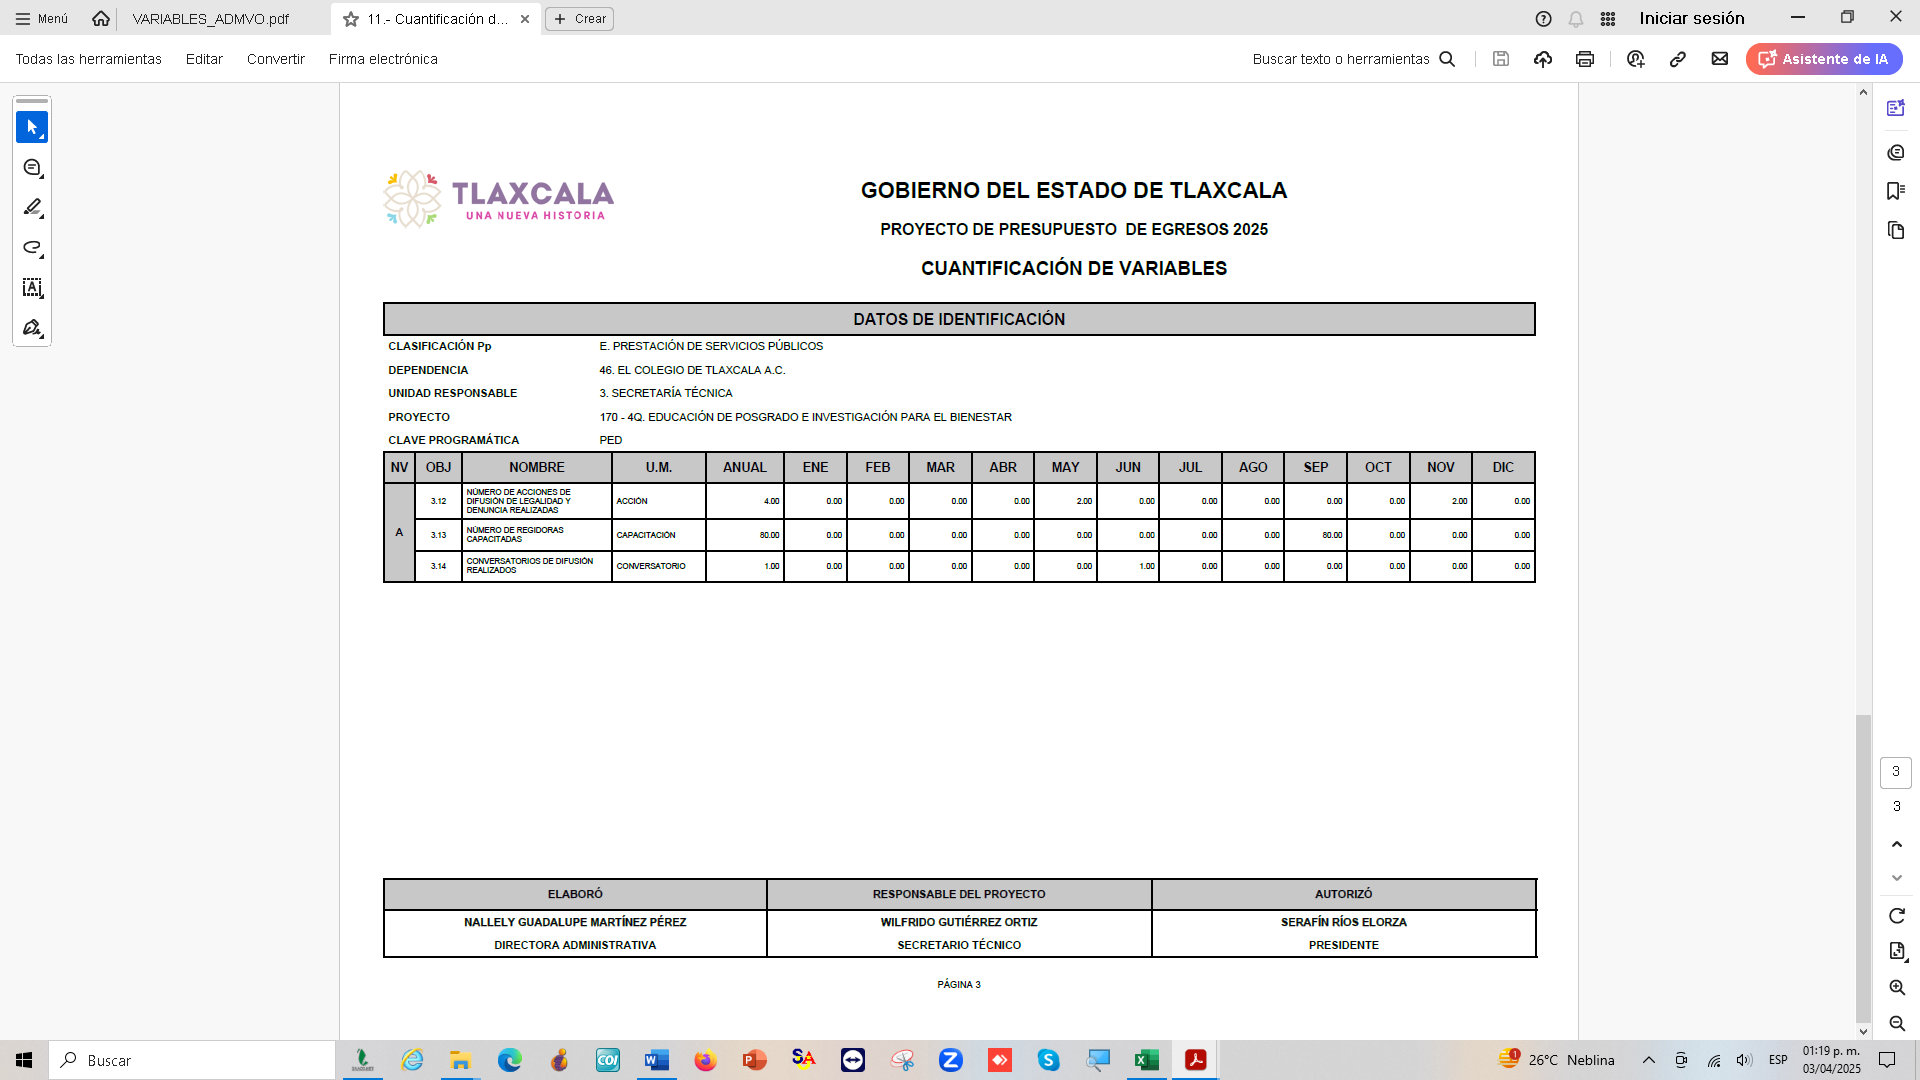 Menú
VARIABLES_ADMVO.pdf
11.- Cuantificación d...
Crear
Iniciar sesión
Todas las herramientas
Editar
Convertir
Firma electrónica
Buscar texto o herramientas
Asistente de IA
TLAXCALA
UNA NUEVA HISTORIA
GOBIERNO DEL ESTADO DE TLAXCALA
PROYECTO DE PRESUPUESTO DE EGRESOS 2025
CUANTIFICACIÓN DE VARIABLES
DATOS DE IDENTIFICACIÓN
CLASIFICACIÓN Pp E. PRESTACIÓN DE SERVICIOS PÚBLICOS
DEPENDENCIA 46. EL COLEGIO DE TLAXCALA A.C.
UNIDAD RESPONSABLE 3. SECRETARÍA TÉCNICA
PROYECTO 170 - 4Q. EDUCACIÓN DE POSGRADO E INVESTIGACIÓN PARA EL BIENESTAR
CLAVE PROGRAMÁTICA PED
NV OBJ NOMBRE U.M. ANUAL ENE FEB MAR ABR MAY JUN JUL AGO SEP OCT NOV DIC
A
3.12 NÚMERO DE ACCIONES DE
DIFUSIÓN DE LEGALIDAD Y
DENUNCIA REALIZADAS
ACCIÓN 4.00 0.00 0.00 0.00 0.00 2.00 0.00 0.00 0.00 0.00 0.00 2.00 0.00
3.13 NÚMERO DE REGIDORAS
CAPACITADAS
CAPACITACIÓN 80.00 0.00 0.00 0.00 0.00 0.00 0.00 0.00 0.00 80.00 0.00 0.00 0.00
3.14 CONVERSATORIOS DE DIFUSIÓN
REALIZADOS
CONVERSATORIO 1.00 0.00 0.00 0.00 0.00 0.00 1.00 0.00 0.00 0.00 0.00 0.00 0.00
ELABORÓ RESPONSABLE DEL PROYECTO AUTORIZÓ
NALLELY GUADALUPE MARTÍNEZ PÉREZ WILFRIDO GUTIÉRREZ ORTIZ SERAFÍN RÍOS ELORZA
DIRECTORA ADMINISTRATIVA SECRETARIO TÉCNICO PRESIDENTE
PÁGINA 3
3
3
Buscar
COI
SA
1
26°C Neblina
ESP
01:19 p. m.
03/04/2025